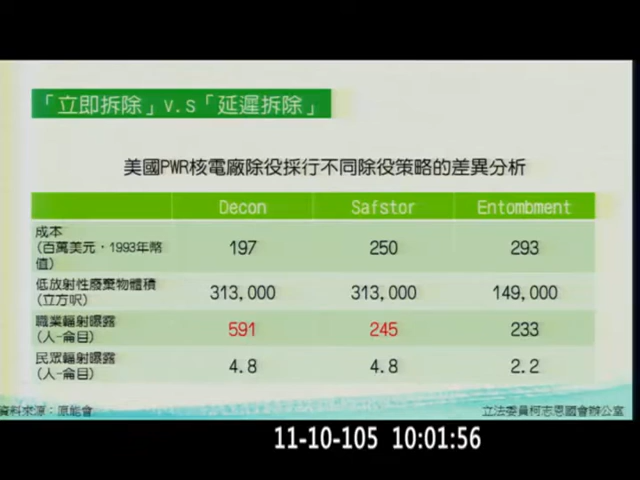 「立即拆除」v.s「延遲拆除」
美國PWR核電廠除役採行不同除役策略的差異分析
Decon Safstor Entombment
成本
(百萬美元,1993年幣
值) 197 250 293
低放射性廢棄物體積
(立方呎) 313,000 313,000 149,000
職業輻射曝露
(人-侖目) 591 245 233
民眾輻射曝露
(人-侖目) 4.8 4.8 2.2
資料來源：原能會
立法委員柯志恩國會辦公室
11-10-105 10:01:56